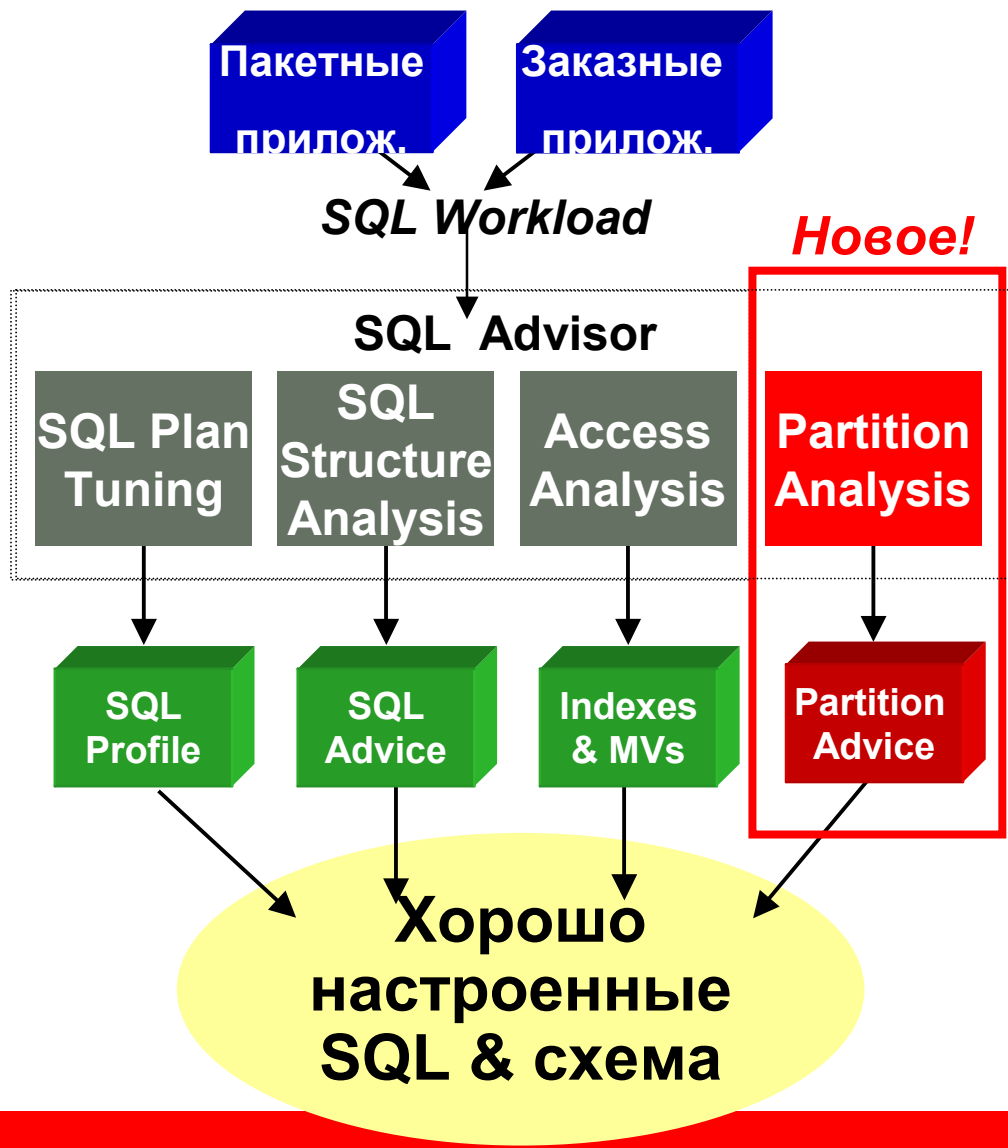 Пакетные
прилож.
Заказные
прилож.
SQL Workload
Новое!
SQL Advisor
SQL Plan
Tuning
SQL
Structure
Analysis
Access
Analysis
Partition
Analysis
SQL
Profile
SQL
Advice
Indexes
& MVs
Partition
Advice
Хорошо
настроенные
SQL & схема